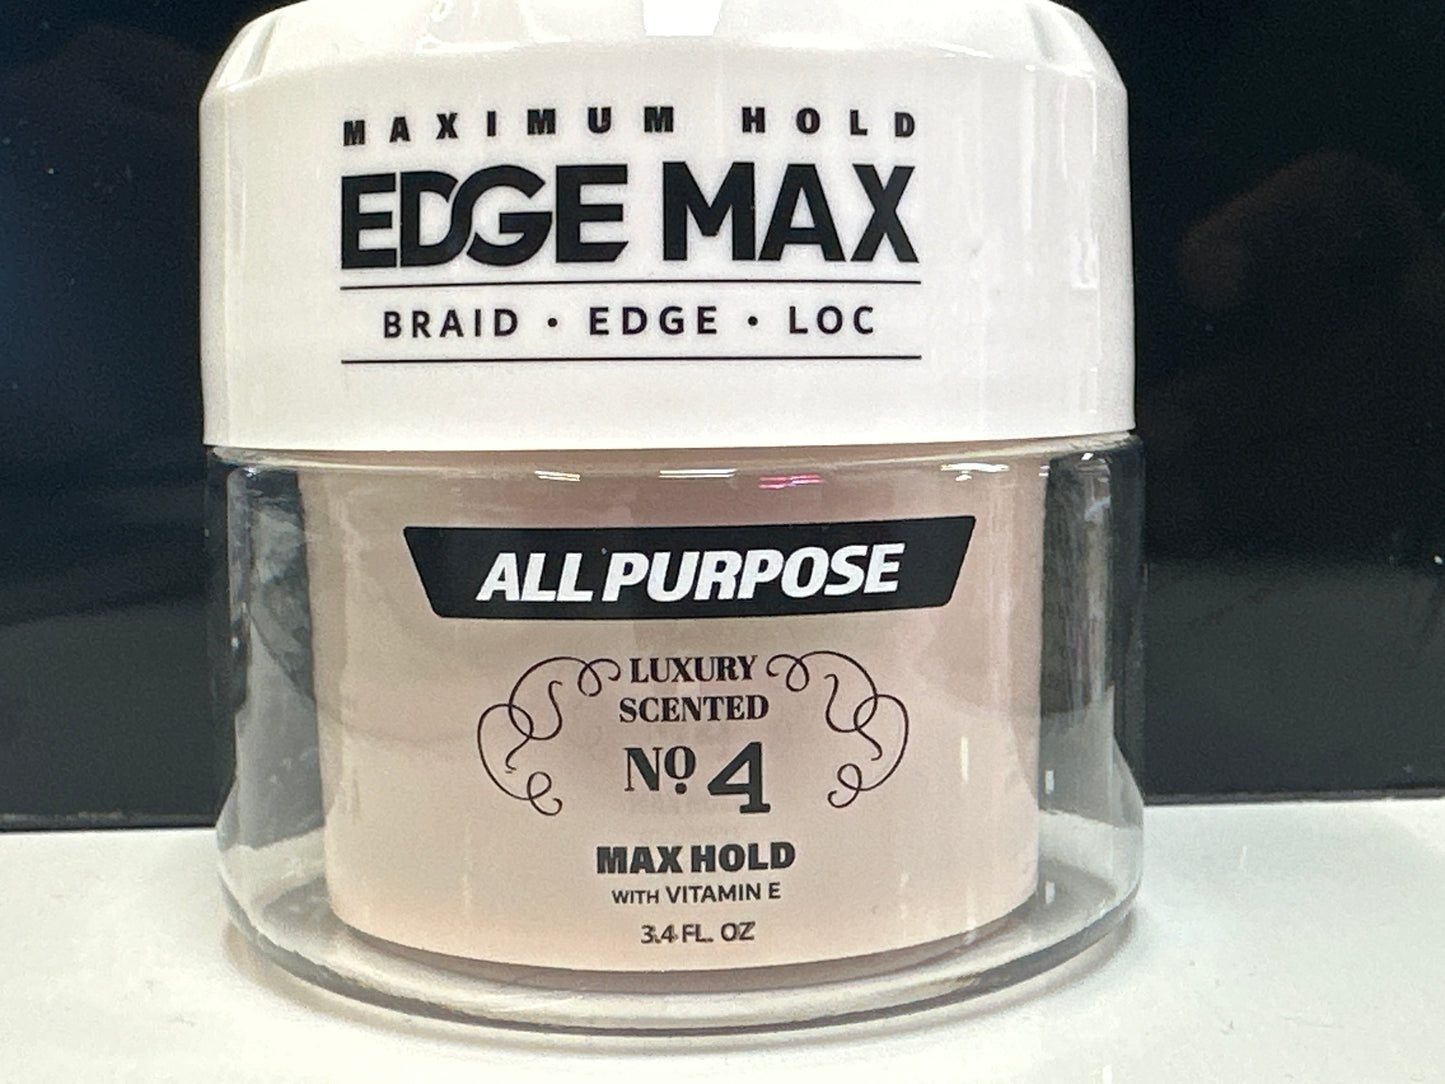 MAXIMUM HOLD
EDGE MAX
BRAID • EDGE • LOC
ALL PURPOSE
LUXURY
SCENTED
Nº 4
MAX HOLD
WITH VITAMIN E
3.4 FL. OZ